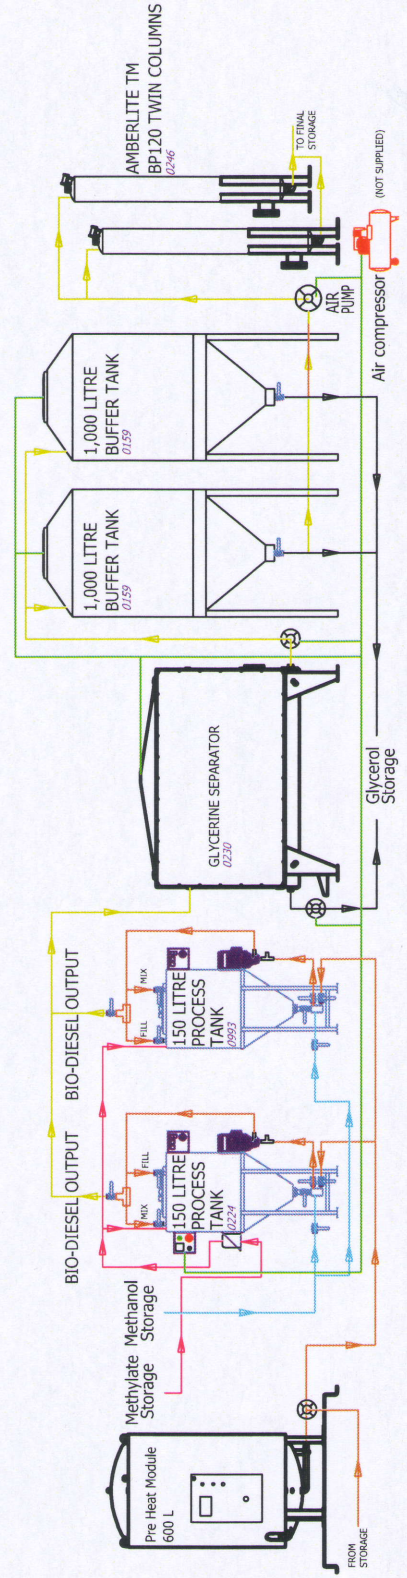 Pre Heat Module
600 L
FROM
STORAGE
Methylate
Storage
Methanol
Storage
BIO-DIESEL OUTPUT
MIX
FILL
150 LITRE
PROCESS
TANK
0224
BIO-DIESEL OUTPUT
FILL
MIX
150 LITRE
PROCESS
TANK
0993
GLYCERINE SEPARATOR
0230
Glycerol
Storage
1,000 LITRE
BUFFER TANK
0159
1,000 LITRE
BUFFER TANK
0159
AIR
PUMP
Air compressor
(NOT SUPPLIED)
TO FINAL
STORAGE
AMBERLITE TM
BP120 TWIN COLUMNS
0246